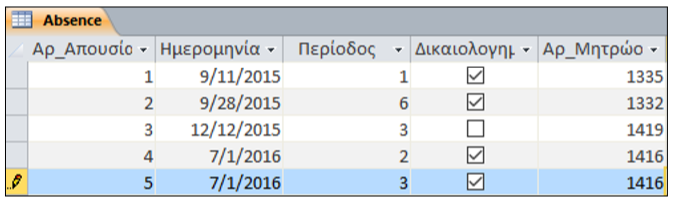 Absence
Αρ_Απουσία Ημερομηνία Περίοδος Δικαιολογημ Αρ_Μητρώο
1 9/11/2015 1 1335
2 9/28/2015 6 1332
3 12/12/2015 3 1419
4 7/1/2016 2 1416
5 7/1/2016 3 1416